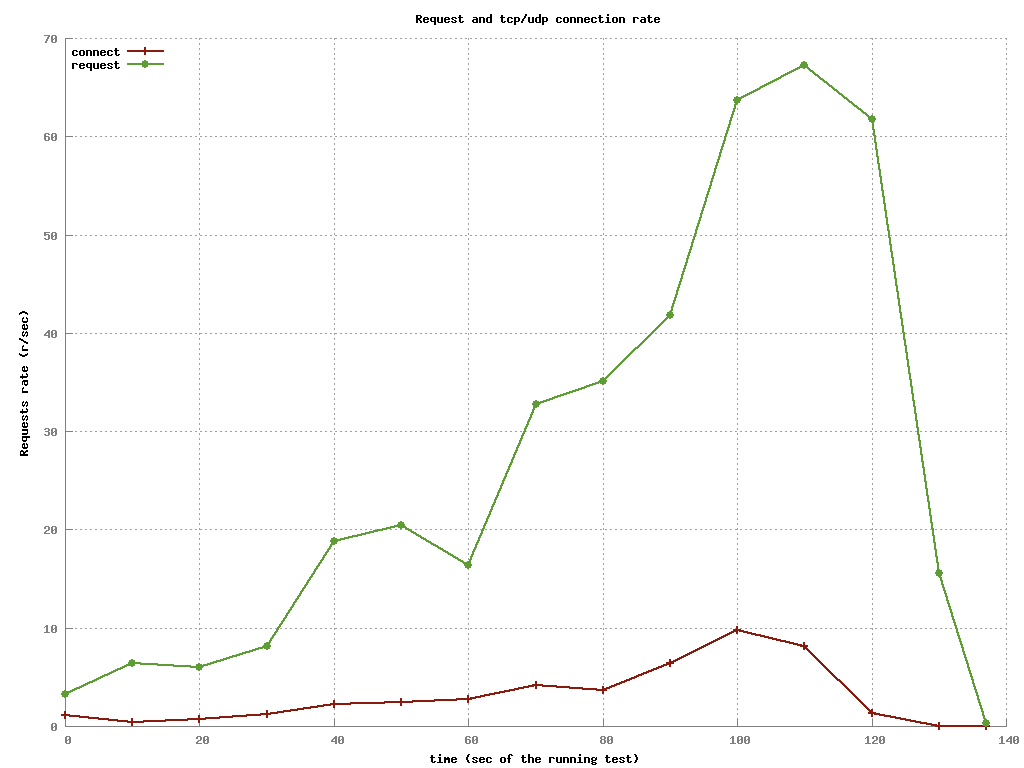 Request and tcp/udp connection rate
connect
request
70
60
50
40
30
20
10
0
Requests rate (r/sec)
0 20 40 60 80 100 120 140
time (sec of the running test)